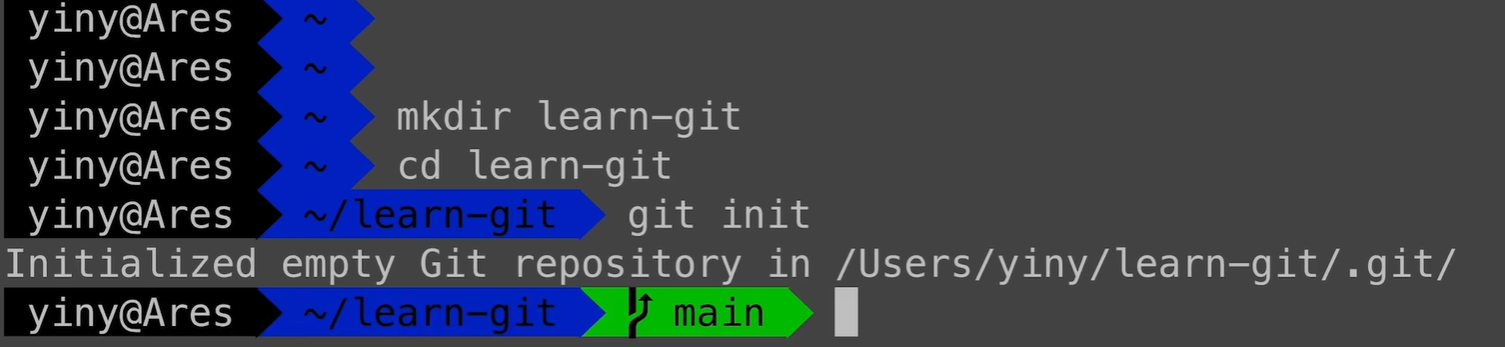 yiny@Ares ~
yiny@Ares ~
yiny@Ares ~ mkdir learn-git
yiny@Ares ~ cd learn-git
yiny@Ares ~/learn-git git init
Initialized empty Git repository in /Users/yiny/learn-git/.git/
yiny@Ares ~/learn-git main